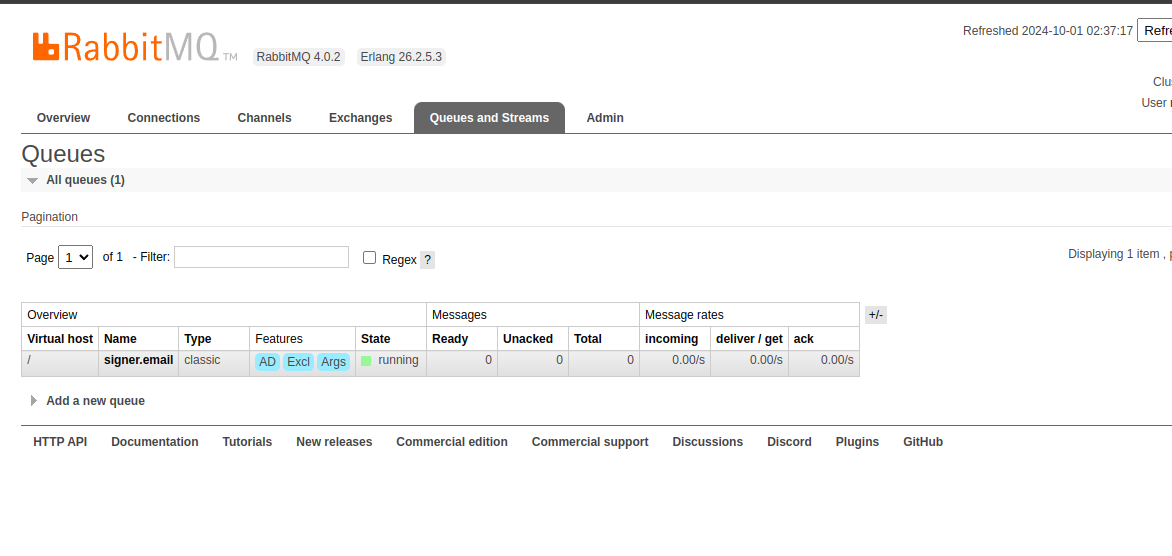 Refreshed 2024-10-01 02:37:17
RabbitMQ TM RabbitMQ 4.0.2 Erlang 26.2.5.3
User
Overview Connections Channels Exchanges Queues and Streams Admin
Queues
All queues (1)
Pagination
Page 1 of 1 - Filter: Regex ?
Displaying 1 item ,
Overview Messages Message rates +/-
Virtual host Name Type Features State Ready Unacked Total incoming deliver / get ack
/ signer.email classic AD Excl Args running 0 0 0 0.00/s 0.00/s 0.00/s
Add a new queue
HTTP API Documentation Tutorials New releases Commercial edition Commercial support Discussions Discord Plugins GitHub